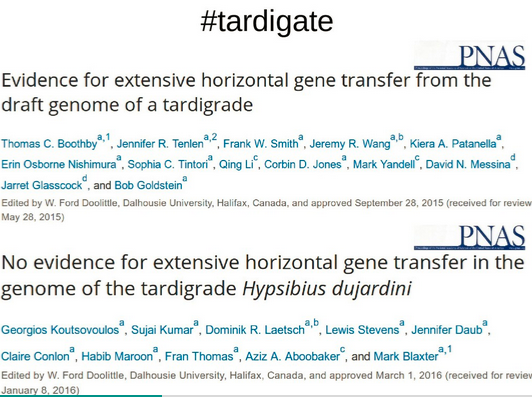 #tardigate
PNAS
Evidence for extensive horizontal gene transfer from the
draft genome of a tardigrade
Thomas C. Boothby^a,1, Jennifer R. Tenlen^a,2, Frank W. Smith^a, Jeremy R. Wang^a,b, Kiera A. Patanella^a,
Erin Osborne Nishimura^a, Sophia C. Tintori^a, Qing Li^c, Corbin D. Jones^a, Mark Yandell^c, David N. Messina^d,
Jarret Glasscock^d, and Bob Goldstein^a
Edited by W. Ford Doolittle, Dalhousie University, Halifax, Canada, and approved September 28, 2015 (received for review
May 28, 2015)
PNAS
No evidence for extensive horizontal gene transfer in the
genome of the tardigrade Hypsibius dujardini
Georgios Koutsovoulos^a, Sujai Kumar^a, Dominik R. Laetsch^a,b, Lewis Stevens^a, Jennifer Daub^a,
Claire Conlon^a, Habib Maroon^a, Fran Thomas^a, Aziz A. Aboobaker^c, and Mark Blaxter^a,1
Edited by W. Ford Doolittle, Dalhousie University, Halifax, Canada, and approved March 1, 2016 (received for review
January 8, 2016)